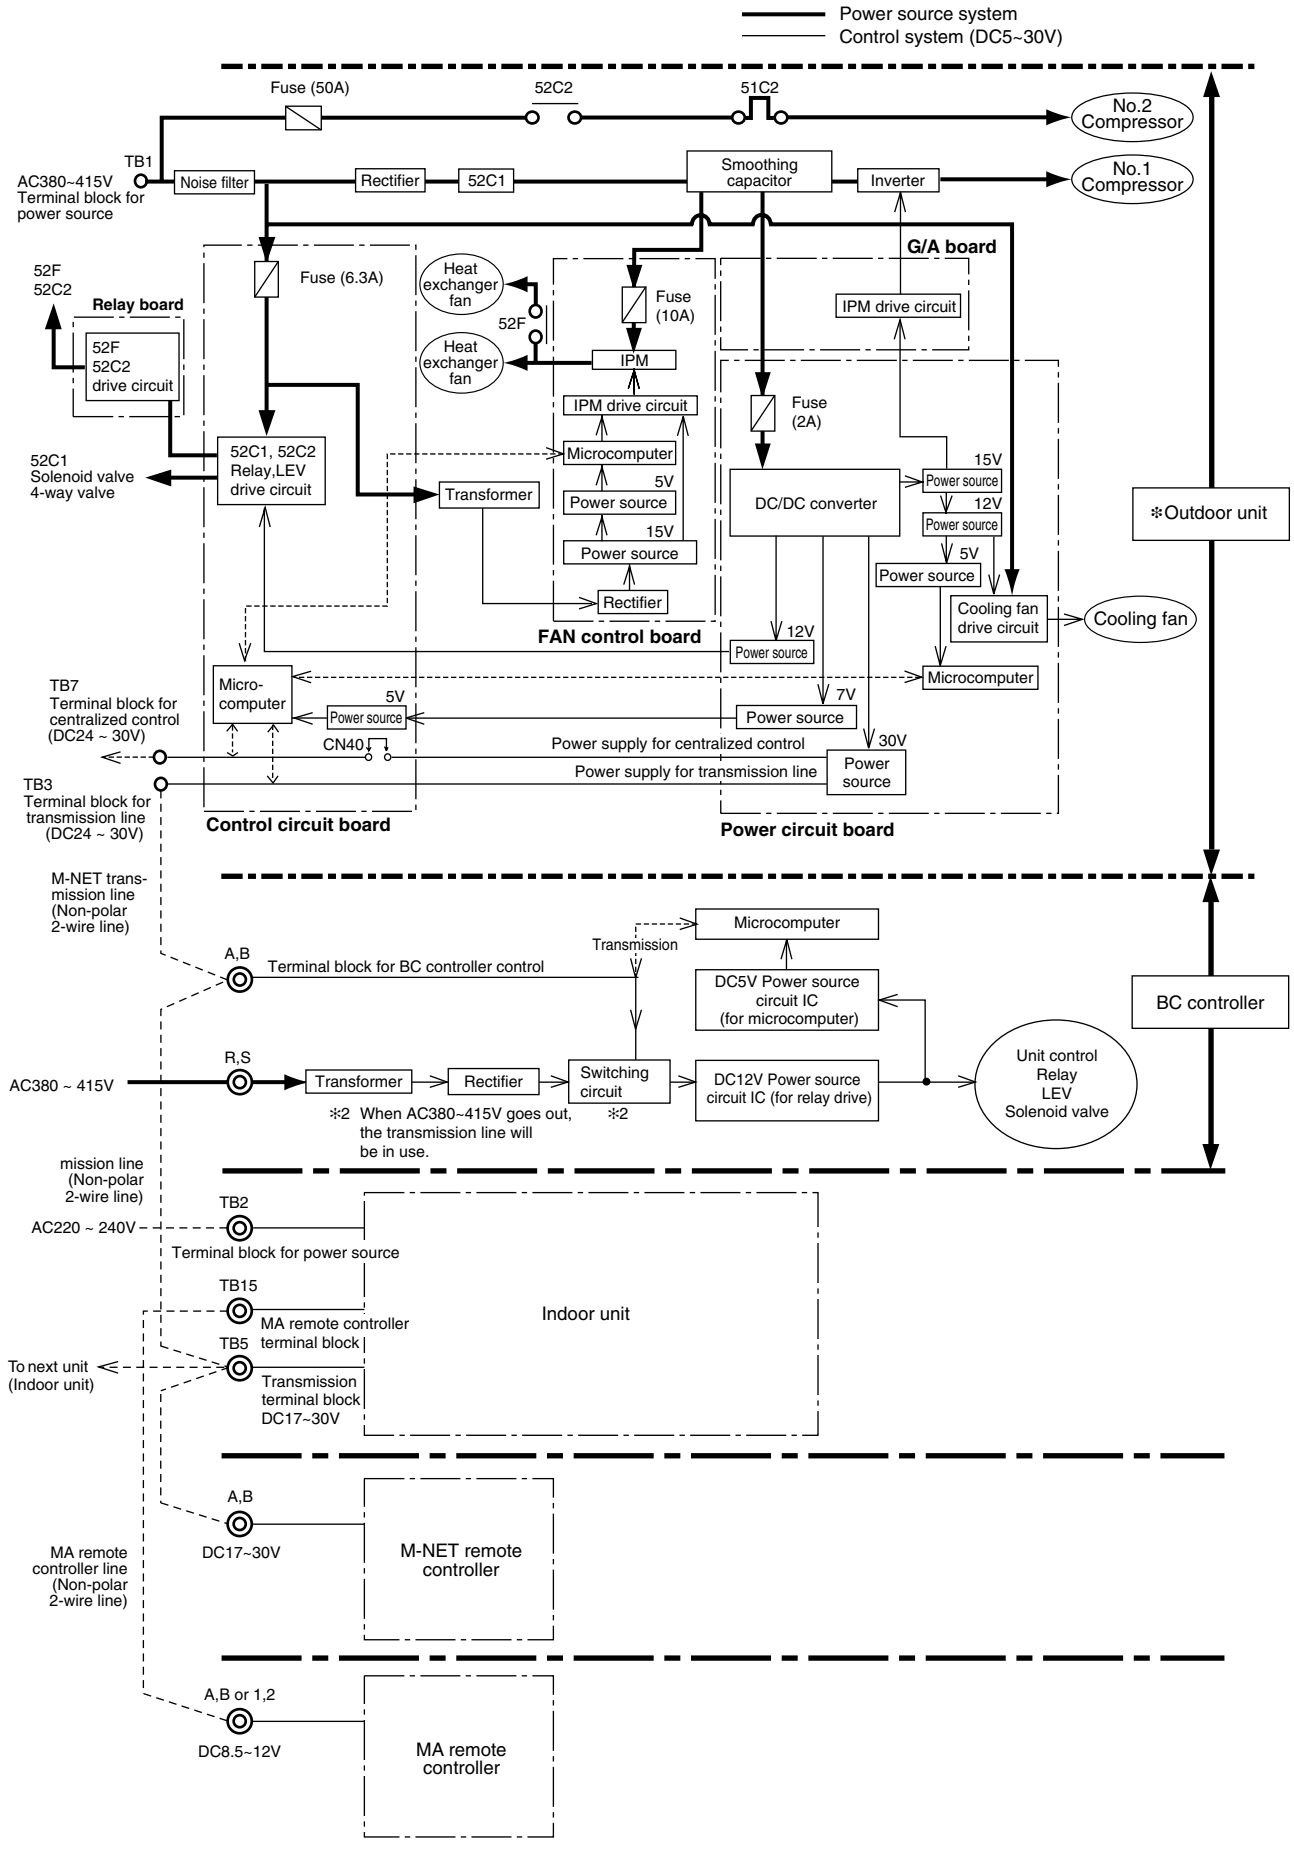 Power source system
Control system (DC5~30V)
Fuse (50A)
52C2
51C2
No.2
Compressor
TB1
AC380~415V
Terminal block for
power source
Noise filter
Rectifier
52C1
Smoothing
capacitor
Inverter
No.1
Compressor
G/A board
52F
52C2
Relay board
52F
52C2
drive circuit
Fuse (6.3A)
Heat
exchanger
fan
52F
Heat
exchanger
fan
Fuse
(10A)
IPM
IPM drive circuit
IPM drive circuit
Fuse
(2A)
52C1
Solenoid valve
4-way valve
52C1, 52C2
Relay,LEV
drive circuit
Transformer
Microcomputer
5V
Power source
15V
Power source
Rectifier
FAN control board
DC/DC converter
15V
Power source
12V
Power source
5V
Power source
Cooling fan
drive circuit
Cooling fan
✻Outdoor unit
12V
Power source
Microcomputer
TB7
Terminal block for
centralized control
(DC24 ~ 30V)
Micro-
computer
5V
Power source
7V
Power source
CN40
Power supply for centralized control
30V
Power
source
Power supply for transmission line
TB3
Terminal block for
transmission line
(DC24 ~ 30V)
Control circuit board
Power circuit board
M-NET trans-
mission line
(Non-polar
2-wire line)
A,B
Terminal block for BC controller control
Transmission
Microcomputer
DC5V Power source
circuit IC
(for microcomputer)
BC controller
AC380 ~ 415V
R,S
Transformer
Rectifier
Switching
circuit
DC12V Power source
circuit IC (for relay drive)
Unit control
Relay
LEV
Solenoid valve
✻2 When AC380~415V goes out,
the transmission line will
be in use.
✻2
mission line
(Non-polar
2-wire line)
TB2
AC220 ~ 240V
Terminal block for power source
TB15
MA remote controller
terminal block
Indoor unit
TB5
To next unit
(Indoor unit)
Transmission
terminal block
DC17~30V
A,B
DC17~30V
M-NET remote
controller
MA remote
controller line
(Non-polar
2-wire line)
A,B or 1,2
DC8.5~12V
MA remote
controller